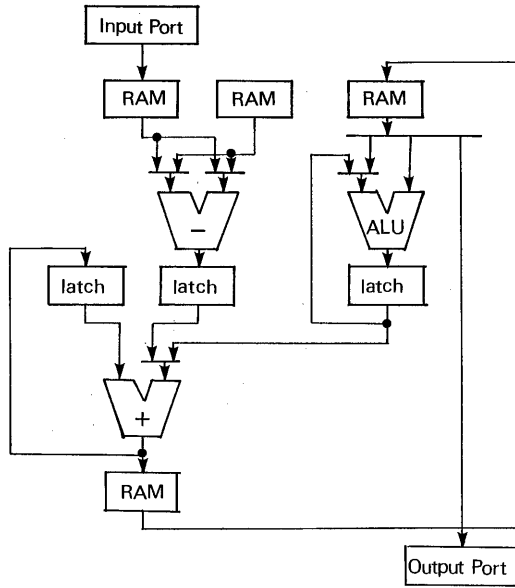 Input Port
RAM
RAM
RAM
−
ALU
latch
latch
latch
+
RAM
Output Port